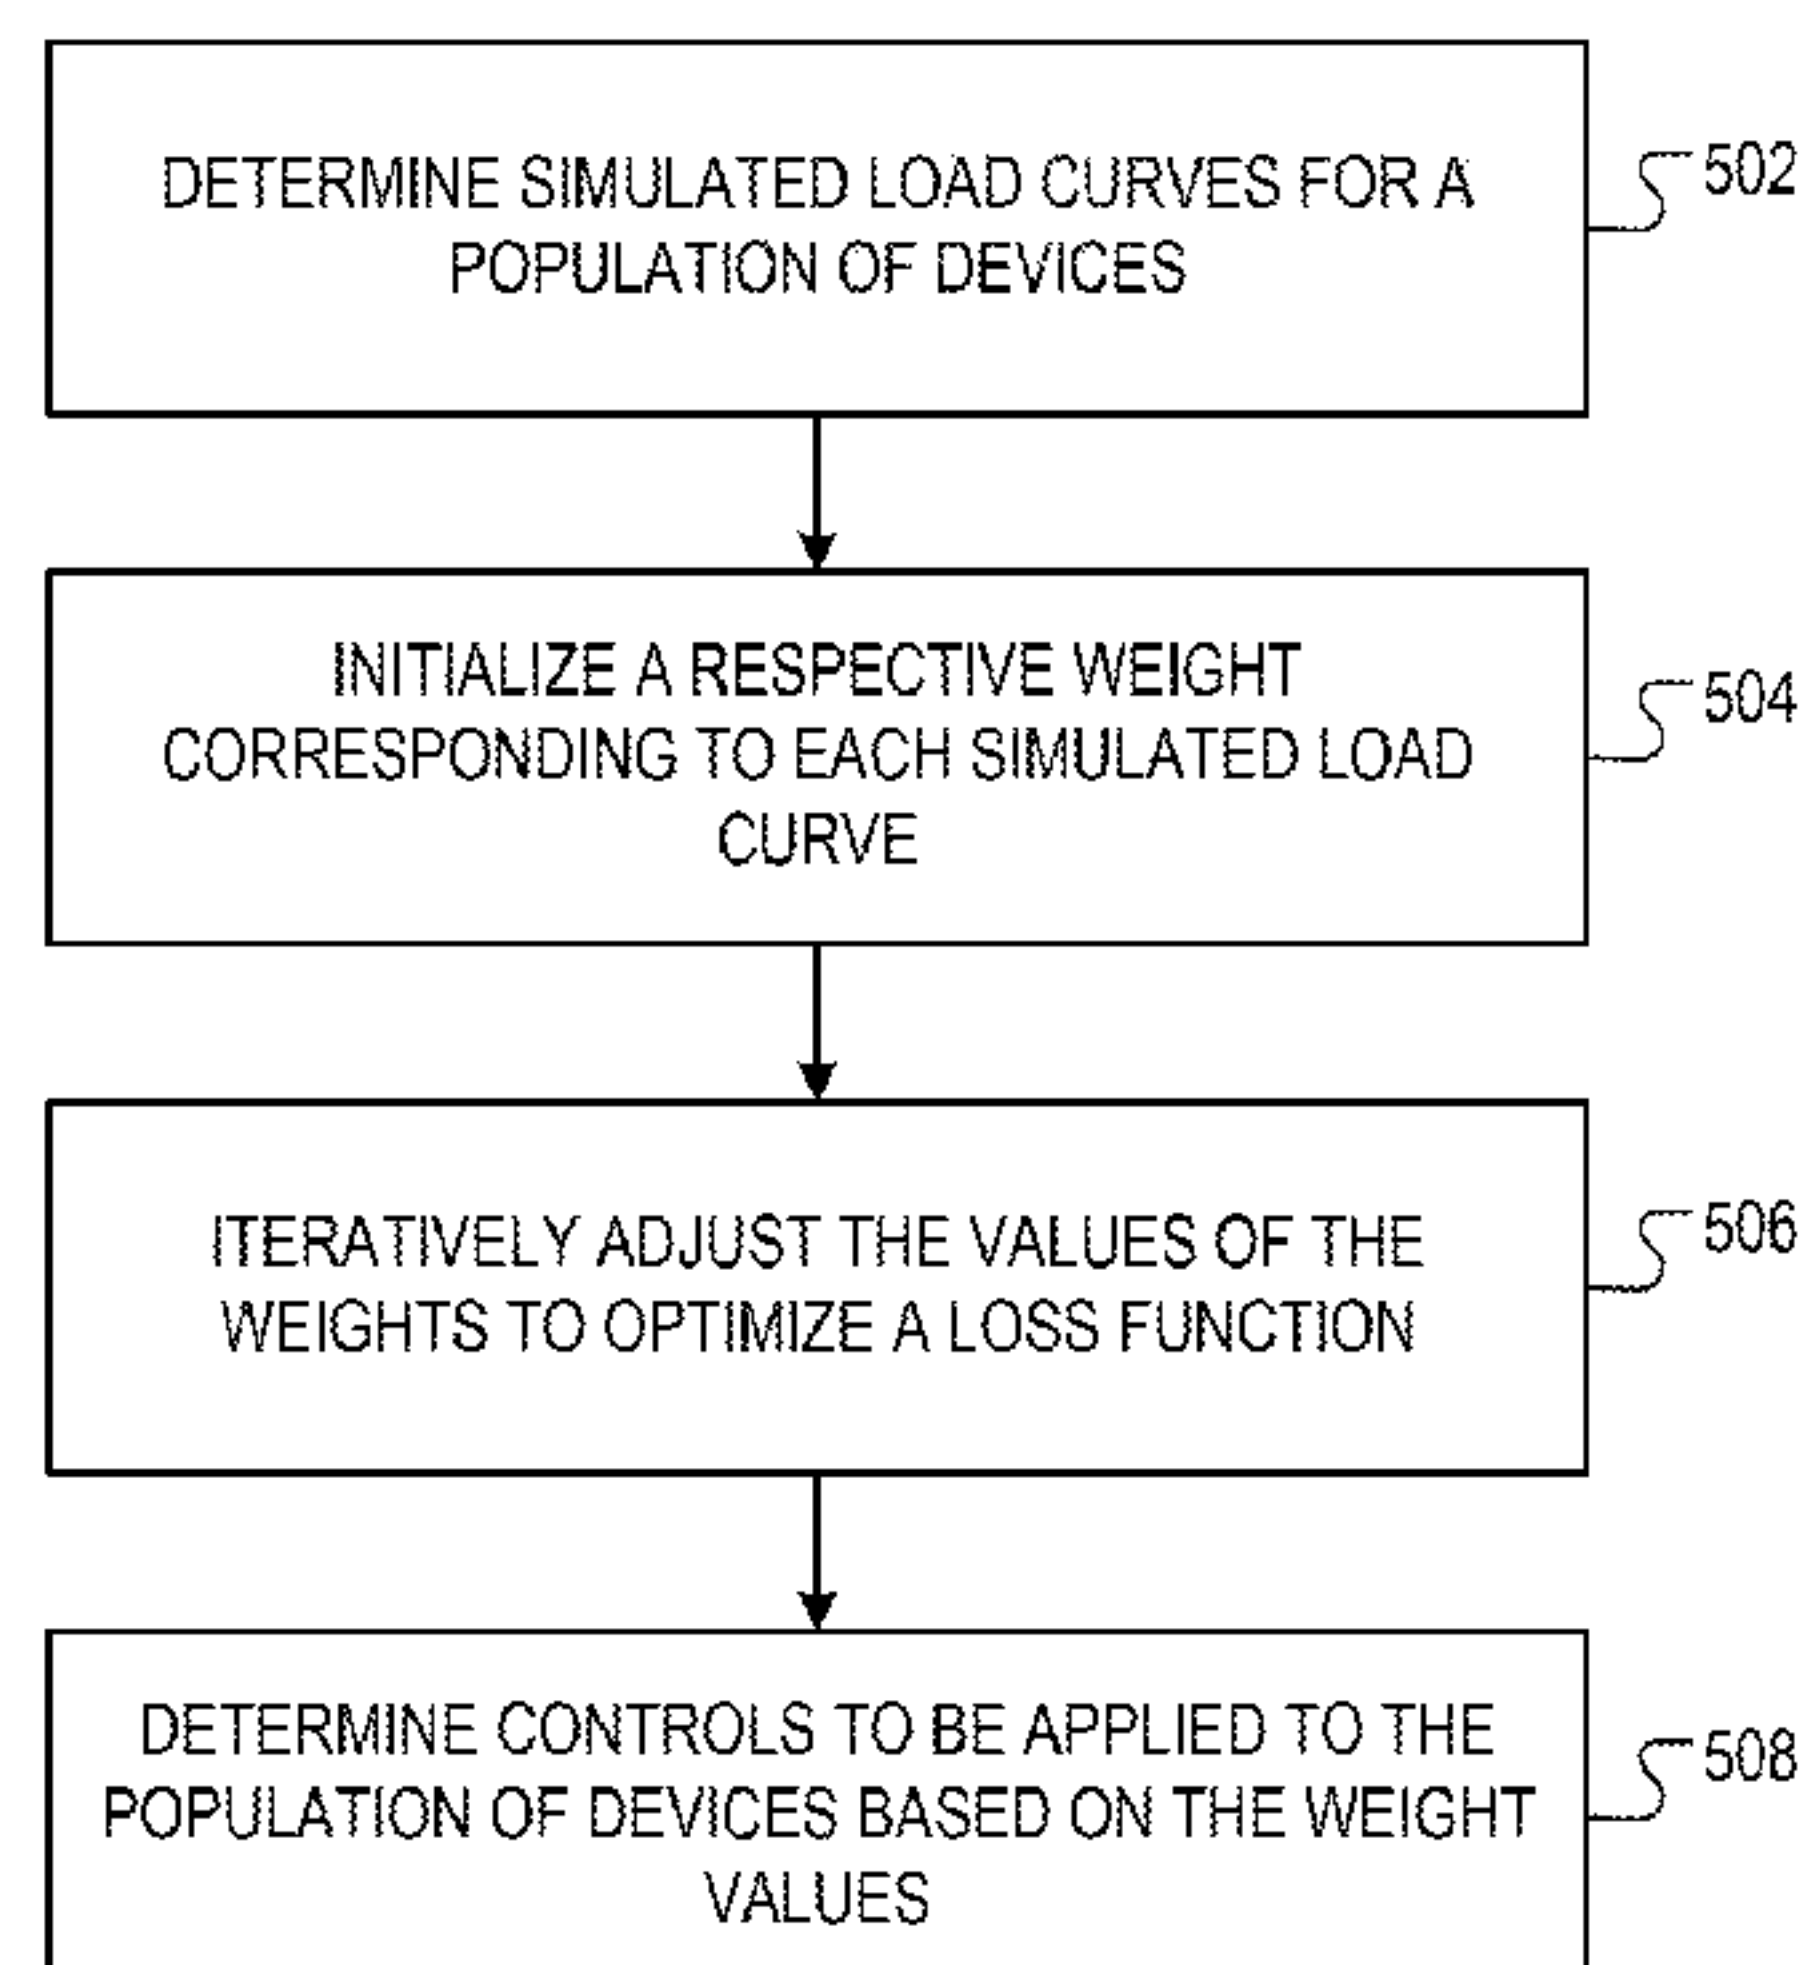 DETERMINE SIMULATED LOAD CURVES FOR A
POPULATION OF DEVICES
502
INITIALIZE A RESPECTIVE WEIGHT
CORRESPONDING TO EACH SIMULATED LOAD
CURVE
504
ITERATIVELY ADJUST THE VALUES OF THE
WEIGHTS TO OPTIMIZE A LOSS FUNCTION
506
DETERMINE CONTROLS TO BE APPLIED TO THE
POPULATION OF DEVICES BASED ON THE WEIGHT
VALUES
508